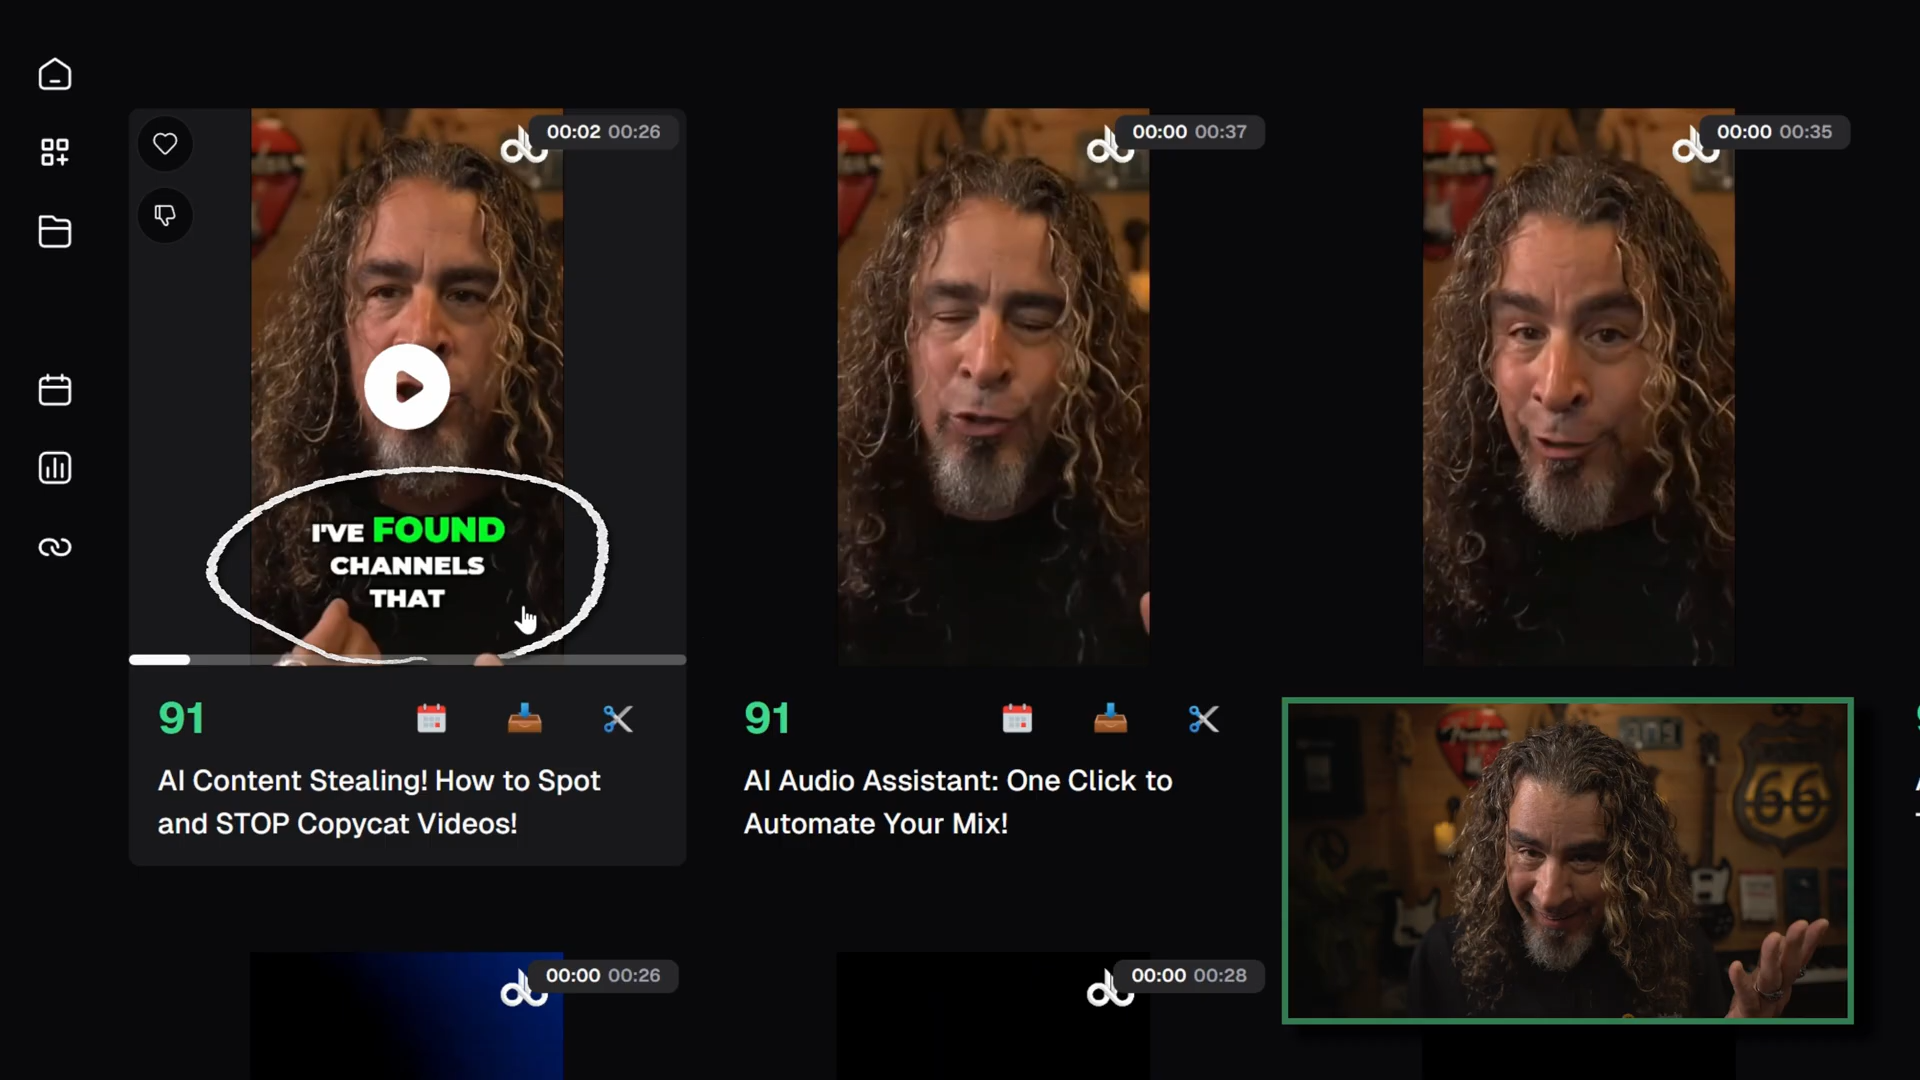 00:02 00:26
00:00 00:37
00:00 00:35
I'VE FOUND
CHANNELS
THAT
91
91
AI Content Stealing! How to Spot
and STOP Copycat Videos!
AI Audio Assistant: One Click to
Automate Your Mix!
66
00:00 00:26
00:00 00:28